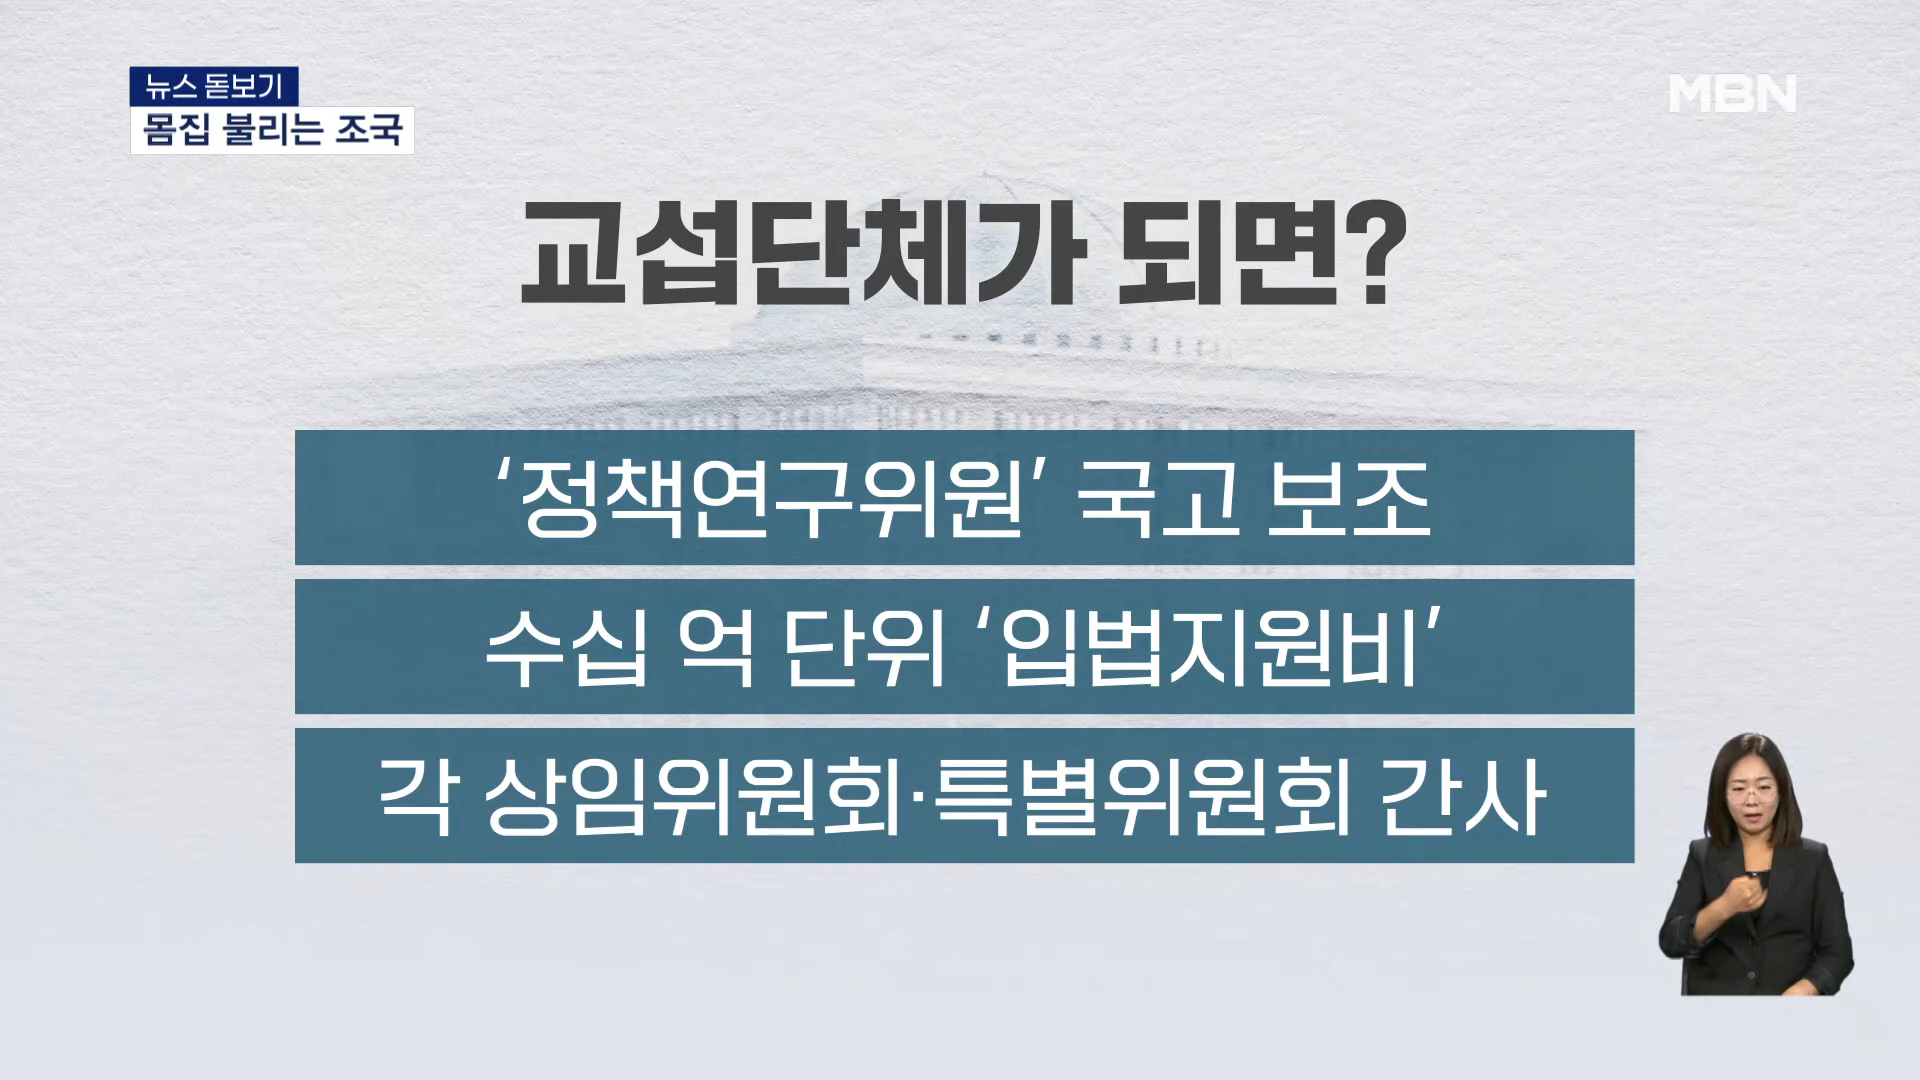 뉴스 돋보기
몸집 불리는 조국
MBN
교섭단체가 되면?
‘정책연구위원’ 국고 보조
수십 억 단위 ‘입법지원비’
각 상임위원회·특별위원회 간사